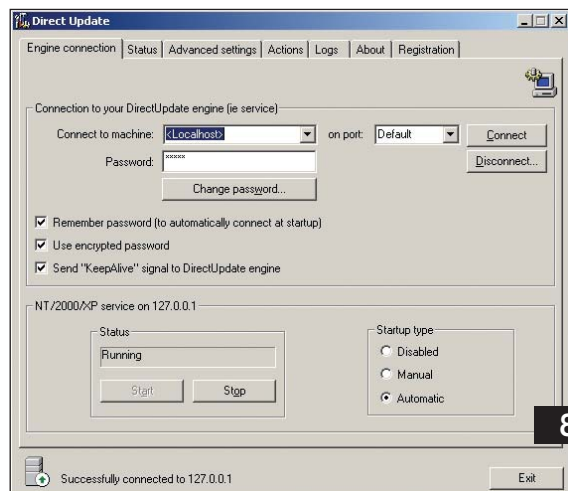 Direct Update
Engine connection Status Advanced settings Actions Logs About Registration
Connection to your DirectUpdate engine (ie service)
Connect to machine: <Localhost> on port: Default Connect
Password: ××××× Disconnect...
Change password...
Remember password (to automatically connect at startup)
Use encrypted password
Send "KeepAlive" signal to DirectUpdate engine
NT/2000/XP service on 127.0.0.1
Status
Running
Start Stop
Startup type
Disabled
Manual
Automatic
8
Successfully connected to 127.0.0.1 Exit